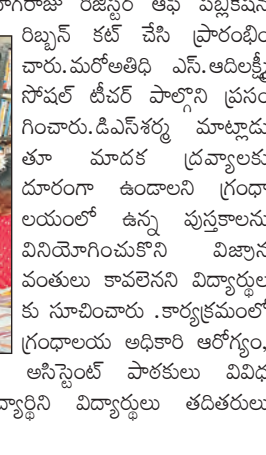 గిరాజు రిజిస్టర్ ఆఫ్ పబ్లికేషన్
రిబ్బన్ కట్ చేసి ప్రారంభిం
చారు.మరోఅతిథి ఎస్.ఆదిలక్ష్మీ
సోషల్ టీచర్ పాల్గొని ప్రసం
గించారు.డిఎస్‌శర్మ మాట్లాడు
తూ మాదక ద్రవ్యాలకు
దూరంగా ఉండాలని గ్రంథా
లయంలో ఉన్న పుస్తకాలను
వినియోగించుకొని విజ్ఞాన
వంతులు కావలెనని విద్యార్థుల
కు సూచించారు .కార్యక్రమంలో
గ్రంథాలయ అధికారి ఆరోగ్యం,
అసిస్టెంట్ పాఠకులు వివిధ
ద్యార్థిని విద్యార్థులు తదితరులు